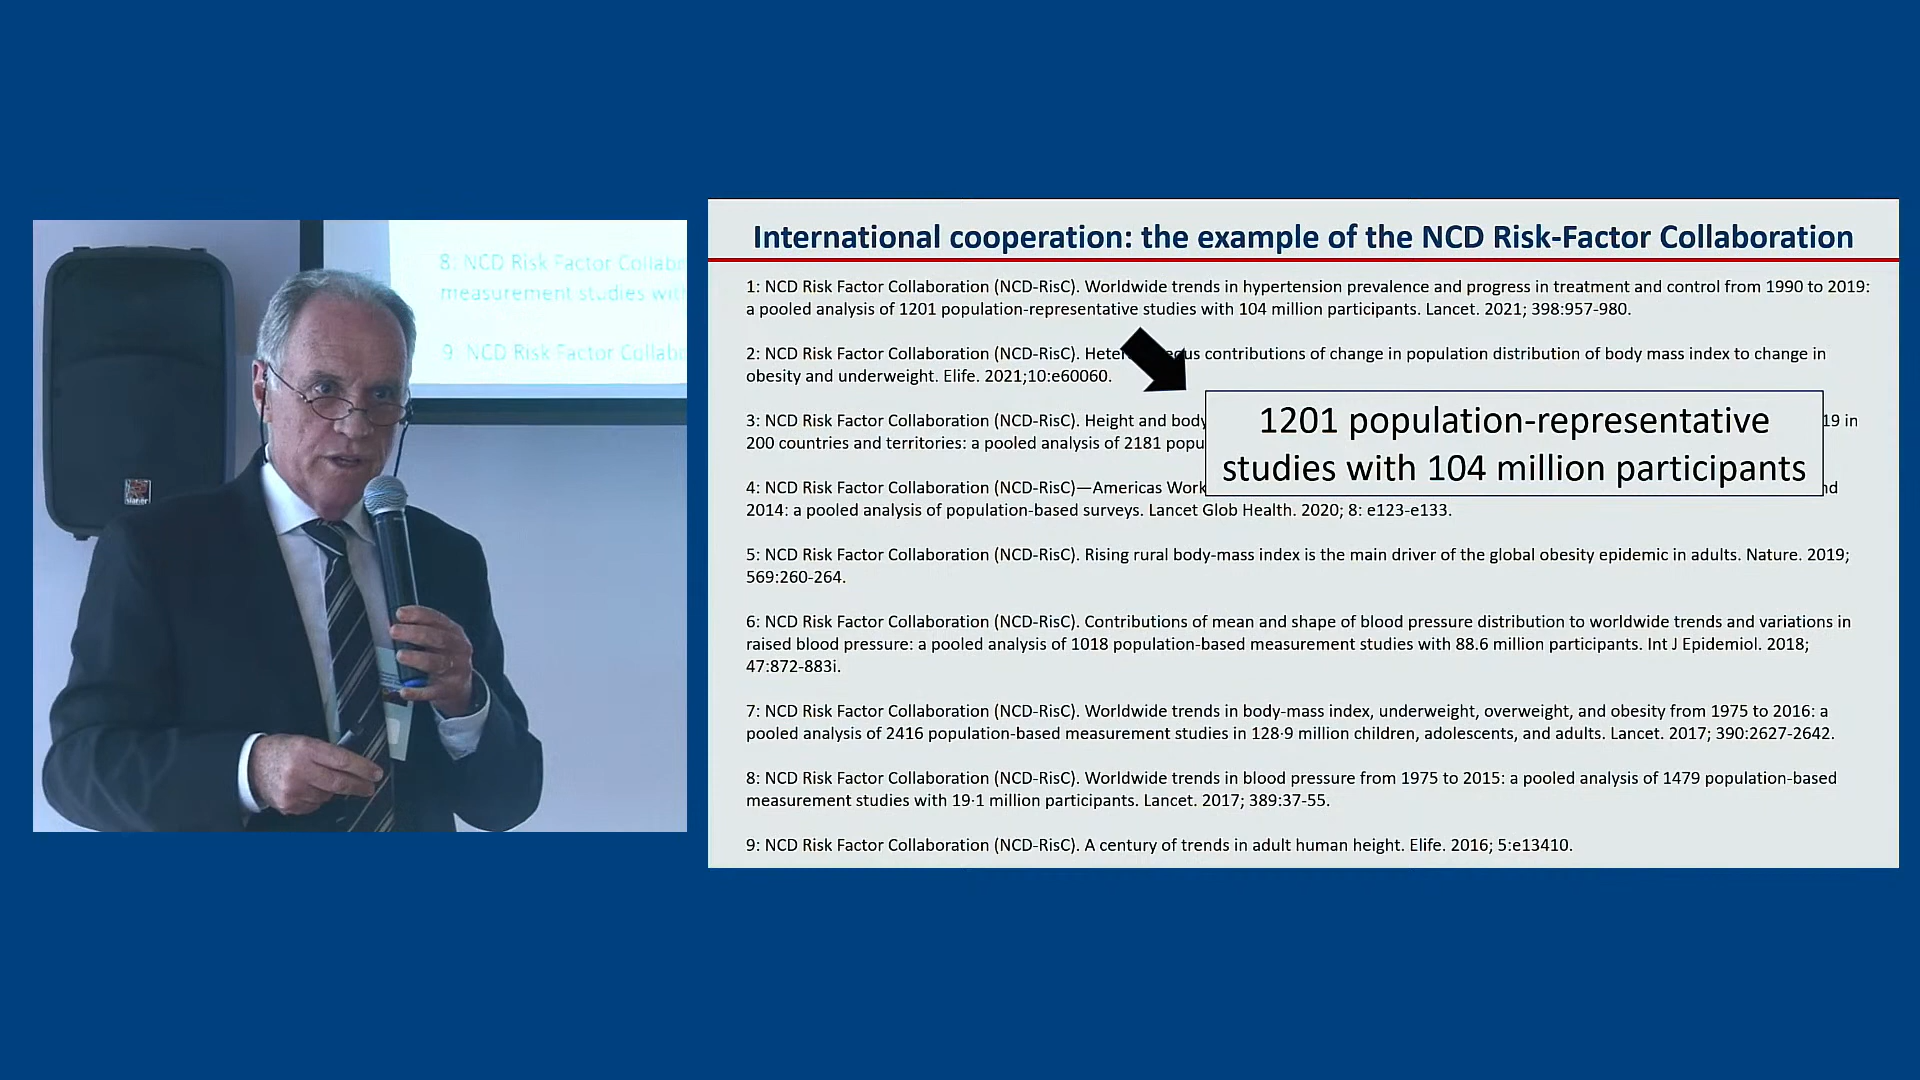 8: NCD Risk Factor Collabo
measurement studies with
9: NCD Risk Factor Collabo
International cooperation: the example of the NCD Risk-Factor Collaboration
1: NCD Risk Factor Collaboration (NCD-RisC). Worldwide trends in hypertension prevalence and progress in treatment and control from 1990 to 2019:
a pooled analysis of 1201 population-representative studies with 104 million participants. Lancet. 2021; 398:957-980.
2: NCD Risk Factor Collaboration (NCD-RisC). contributions of change in population distribution of body mass index to change in
obesity and underweight. Elife. 2021;10:e60060.
3: NCD Risk Factor Collaboration (NCD-RisC). Height and body 19 in
200 countries and territories: a pooled analysis of 2181 popu
1201 population-representative
studies with 104 million participants
4: NCD Risk Factor Collaboration (NCD-RisC)—Americas Work
2014: a pooled analysis of population-based surveys. Lancet Glob Health. 2020; 8: e123-e133.
5: NCD Risk Factor Collaboration (NCD-RisC). Rising rural body-mass index is the main driver of the global obesity epidemic in adults. Nature. 2019;
569:260-264.
6: NCD Risk Factor Collaboration (NCD-RisC). Contributions of mean and shape of blood pressure distribution to worldwide trends and variations in
raised blood pressure: a pooled analysis of 1018 population-based measurement studies with 88.6 million participants. Int J Epidemiol. 2018;
47:872-883i.
7: NCD Risk Factor Collaboration (NCD-RisC). Worldwide trends in body-mass index, underweight, overweight, and obesity from 1975 to 2016: a
pooled analysis of 2416 population-based measurement studies in 128·9 million children, adolescents, and adults. Lancet. 2017; 390:2627-2642.
8: NCD Risk Factor Collaboration (NCD-RisC). Worldwide trends in blood pressure from 1975 to 2015: a pooled analysis of 1479 population-based
measurement studies with 19·1 million participants. Lancet. 2017; 389:37-55.
9: NCD Risk Factor Collaboration (NCD-RisC). A century of trends in adult human height. Elife. 2016; 5:e13410.